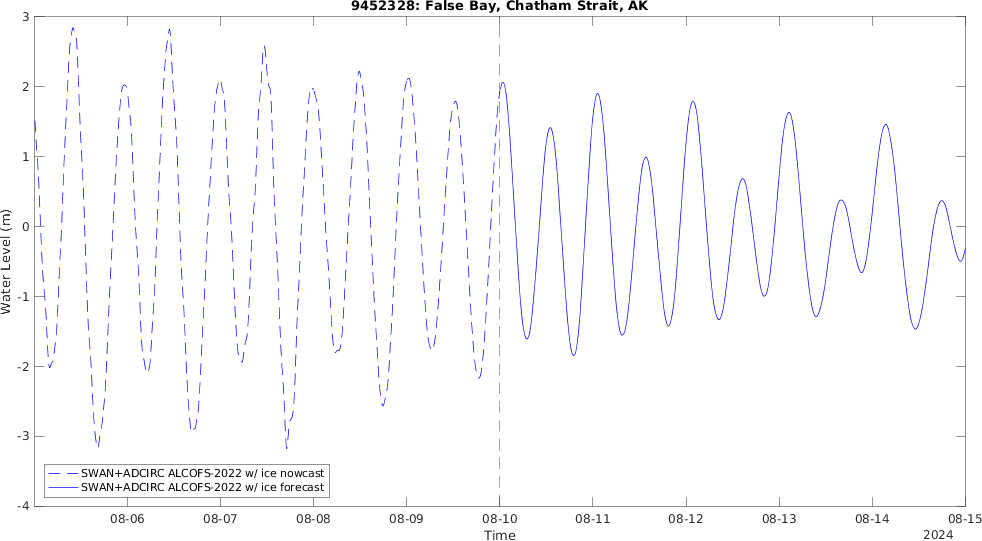 9452328: False Bay, Chatham Strait, AK
3
2
1
0
-1
-2
-3
-4
Water Level (m)
SWAN+ADCIRC ALCOFS-2022 w/ ice nowcast
SWAN+ADCIRC ALCOFS-2022 w/ ice forecast
08-06 08-07 08-08 08-09 08-10 08-11 08-12 08-13 08-14 08-15
Time
2024